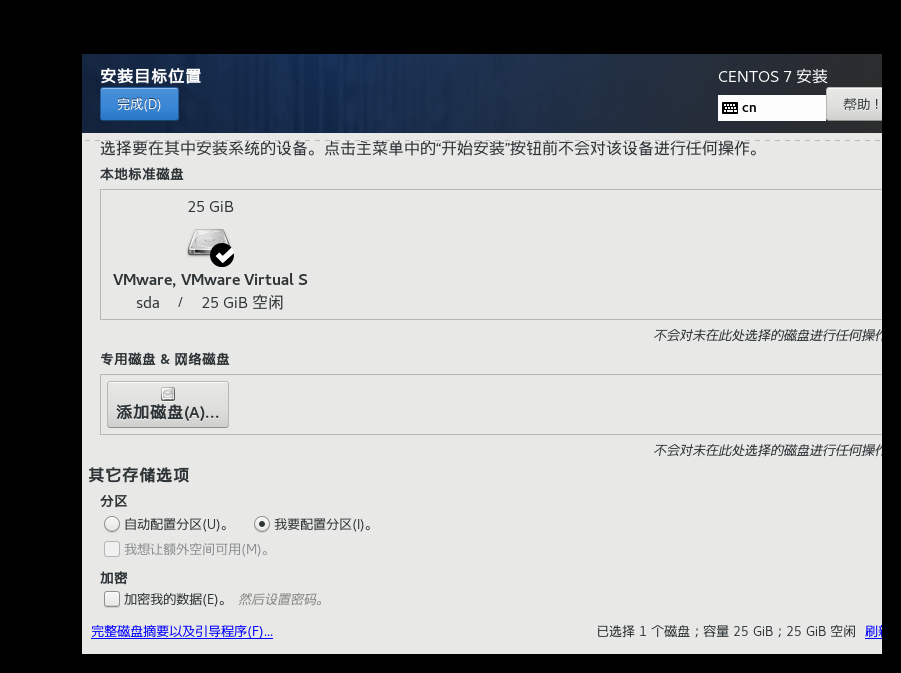 安装目标位置
CENTOS 7 安装
完成(D)
cn
帮助！
选择要在其中安装系统的设备。点击主菜单中的“开始安装”按钮前不会对该设备进行任何操作。
本地标准磁盘
25 GiB
VMware, VMware Virtual S
sda / 25 GiB 空闲
不会对未在此处选择的磁盘进行任何操作
专用磁盘 & 网络磁盘
添加磁盘(A)...
不会对未在此处选择的磁盘进行任何操作
其它存储选项
分区
自动配置分区(U)。 我要配置分区(I)。
我想让额外空间可用(M)。
加密
加密我的数据(E)。 然后设置密码。
完整磁盘摘要以及引导程序(F)...
已选择 1 个磁盘；容量 25 GiB；25 GiB 空闲 刷新